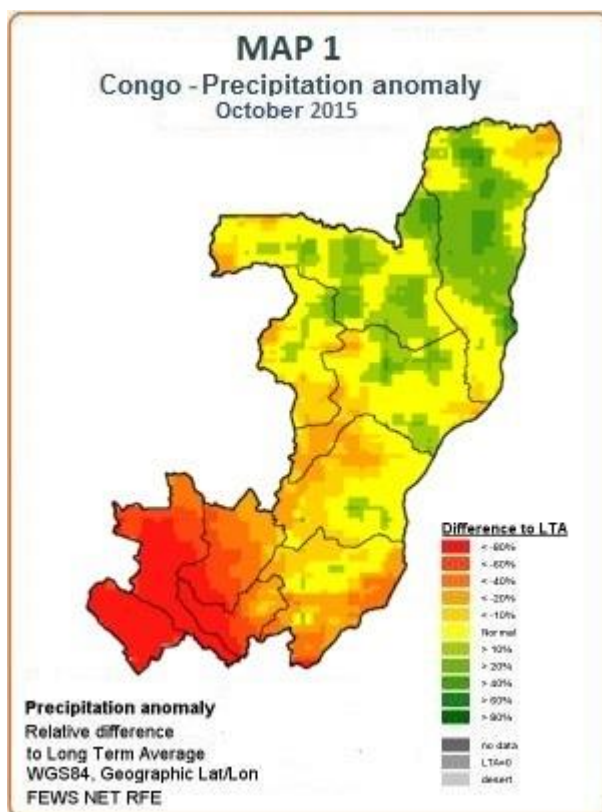 MAP 1
Congo - Precipitation anomaly
October 2015
Difference to LTA
< -80%
< -60%
< -40%
< -20%
< -10%
Normal
> 10%
> 20%
> 40%
> 60%
> 80%
no data
LTA=0
desert
Precipitation anomaly
Relative difference
to Long Term Average
WGS84, Geographic Lat/Lon
FEWS NET RFE